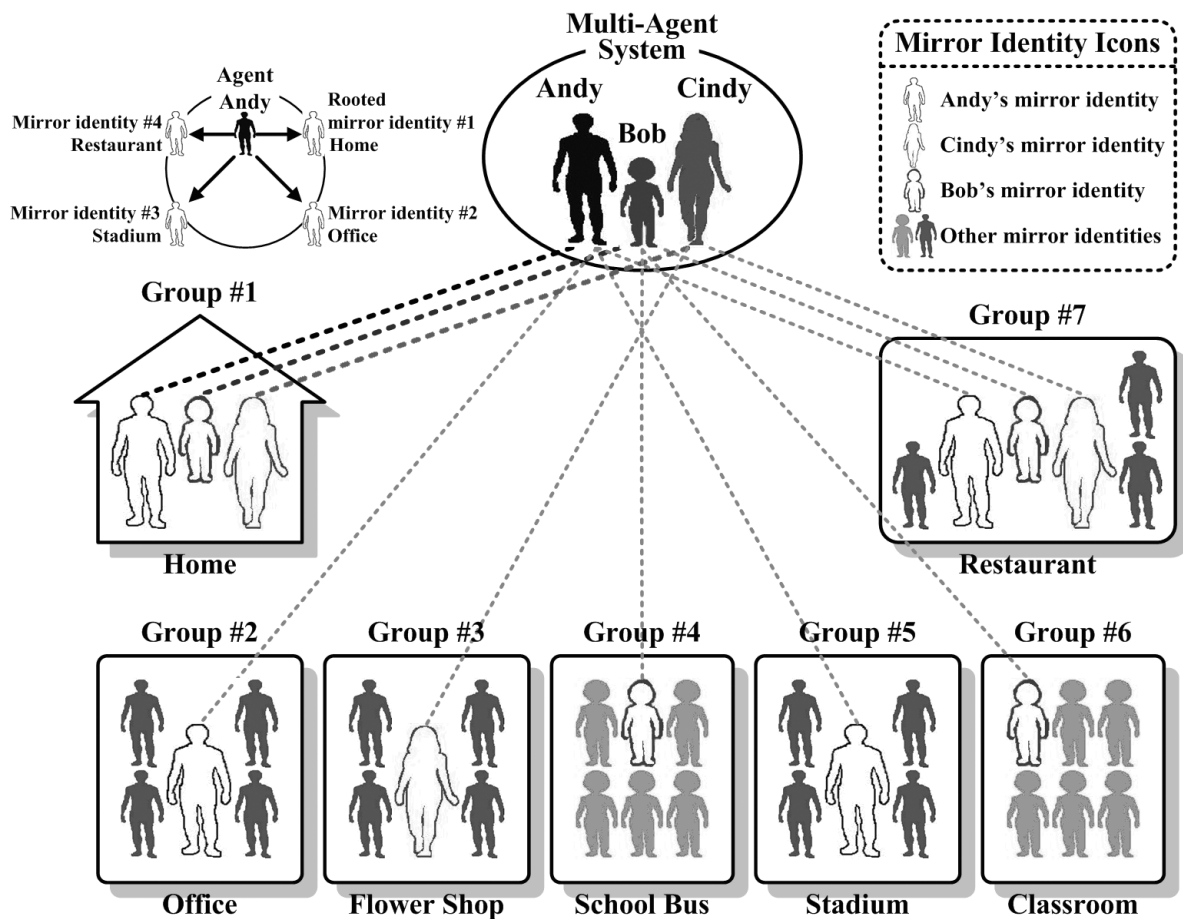 Multi-Agent
System
Andy
Cindy
Bob
Agent
Andy
Mirror identity #4
Restaurant
Rooted
mirror identity #1
Home
Mirror identity #3
Stadium
Mirror identity #2
Office
Mirror Identity Icons
Andy's mirror identity
Cindy's mirror identity
Bob's mirror identity
Other mirror identities
Group #1
Home
Group #7
Restaurant
Group #2
Office
Group #3
Flower Shop
Group #4
School Bus
Group #5
Stadium
Group #6
Classroom